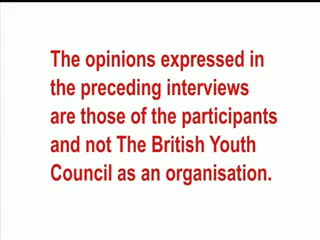 The opinions expressed in
the preceding interviews
are those of the participants
and not The British Youth
Council as an organisation.